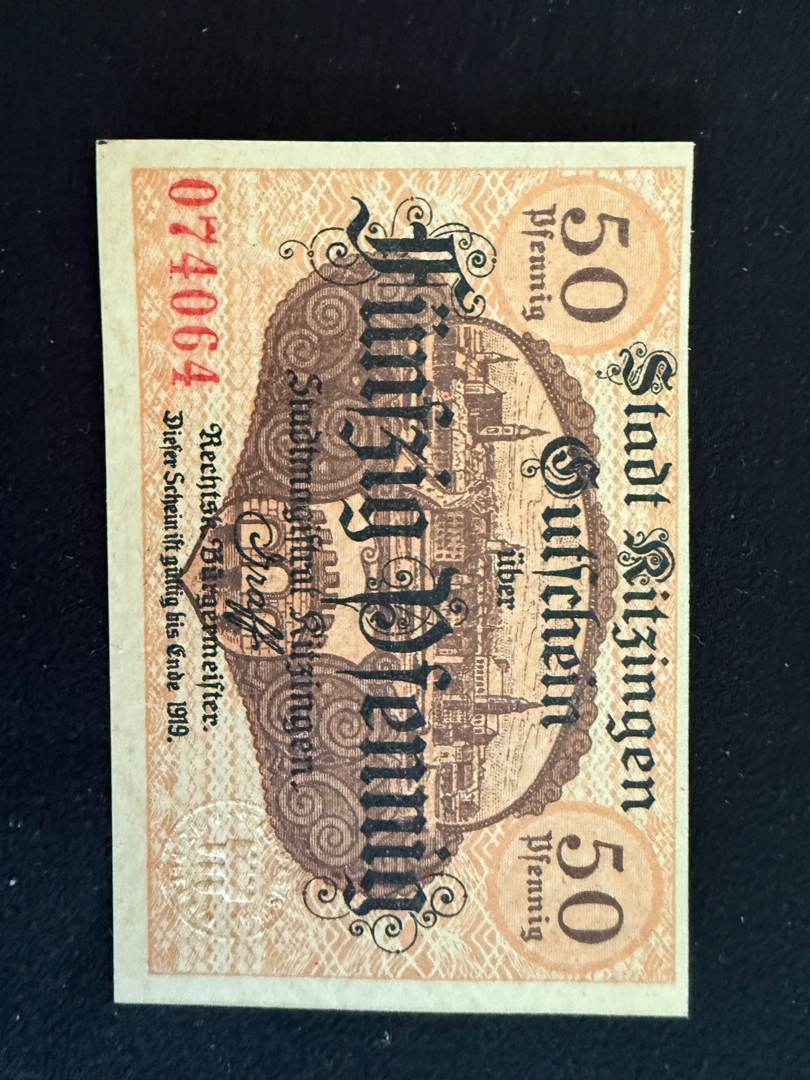 Stadt Kitzingen
50
Pfennig
50
Pfennig
Gutschein
über
Fünfzig Pfennig
Stadtmagistrat Kitzingen.
Rechtsk. Bürgermeister.
Dieser Schein ist gültig bis Ende 1919.
074064